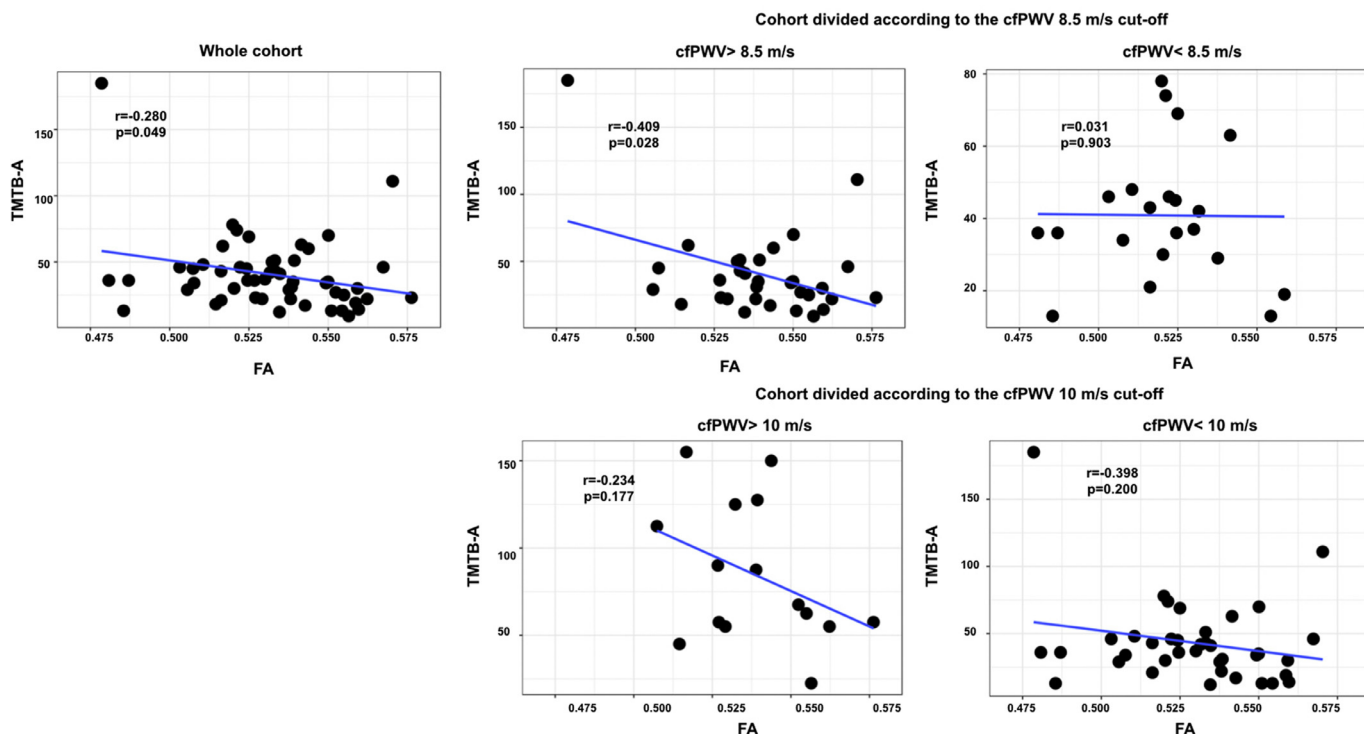 Cohort divided according to the cfPWV 8.5 m/s cut-off
Whole cohort
cfPWV> 8.5 m/s
cfPWV< 8.5 m/s
r=-0.280
p=0.049
150
100
50
TMTB-A
0.475 0.500 0.525 0.550 0.575
FA
r=-0.409
p=0.028
150
100
50
TMTB-A
0.475 0.500 0.525 0.550 0.575
FA
r=0.031
p=0.903
80
60
40
20
TMTB-A
0.475 0.500 0.525 0.550 0.575
FA
Cohort divided according to the cfPWV 10 m/s cut-off
cfPWV> 10 m/s
cfPWV< 10 m/s
r=-0.234
p=0.177
150
100
50
TMTB-A
0.475 0.500 0.525 0.550 0.575
FA
r=-0.398
p=0.200
150
100
50
TMTB-A
0.475 0.500 0.525 0.550 0.575
FA